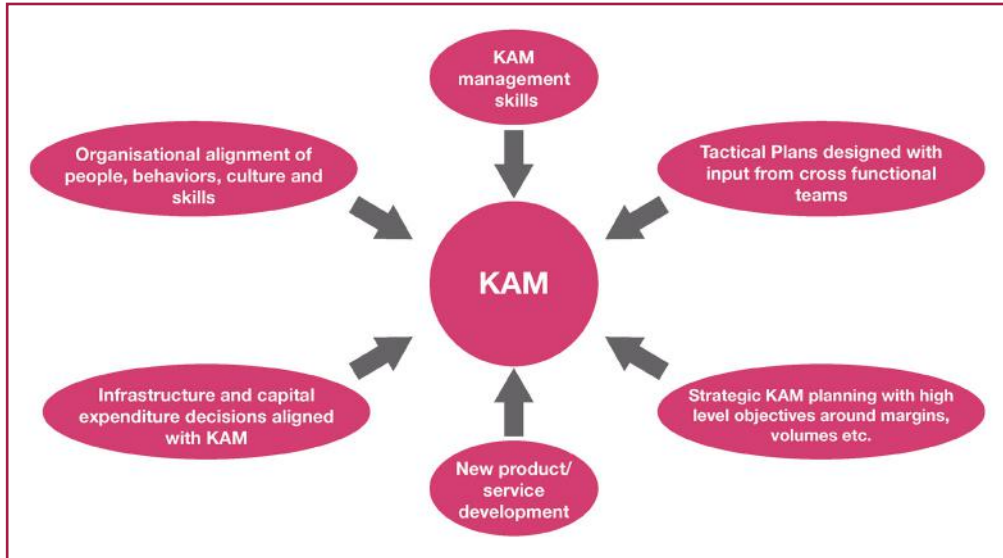 KAM
management
skills
Organisational alignment of
people, behaviors, culture and
skills
Tactical Plans designed with
input from cross functional
teams
KAM
Infrastructure and capital
expenditure decisions aligned
with KAM
Strategic KAM planning with high
level objectives around margins,
volumes etc.
New product/
service
development